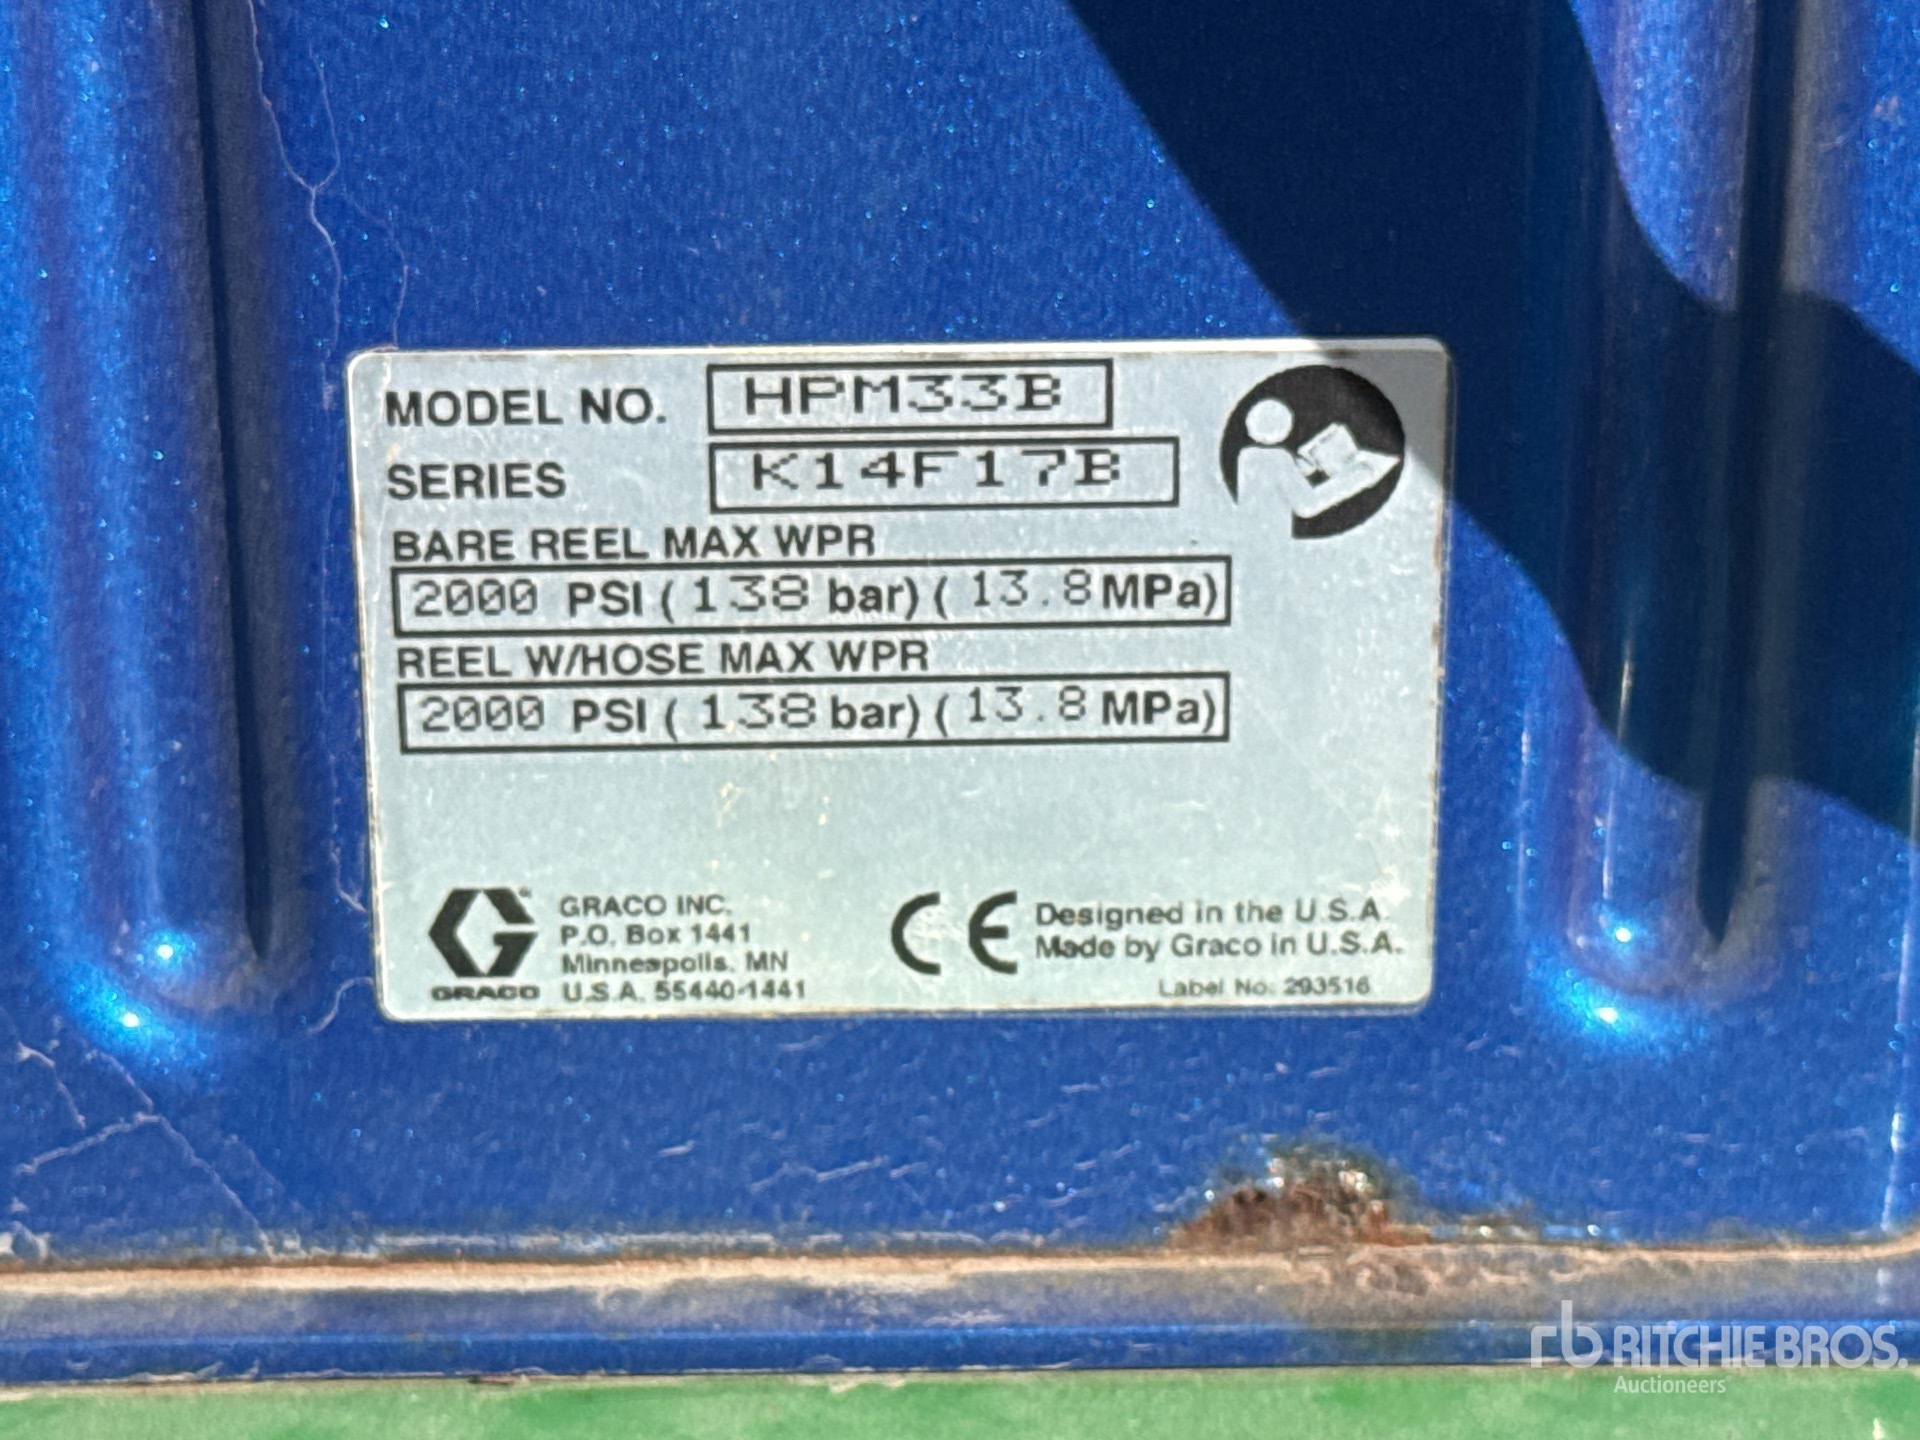 MODEL NO. HPM33B
SERIES K14F17B
BARE REEL MAX WPR
2000 PSI (138 bar) (13.8 MPa)
REEL W/HOSE MAX WPR
2000 PSI (138 bar) (13.8 MPa)
GRACO
GRACO INC.
P.O. Box 1441
Minneapolis, MN
U.S.A. 55440-1441
CE
Designed in the U.S.A.
Made by Graco in U.S.A.
Label No. 293516
rb RITCHIE BROS.
Auctioneers